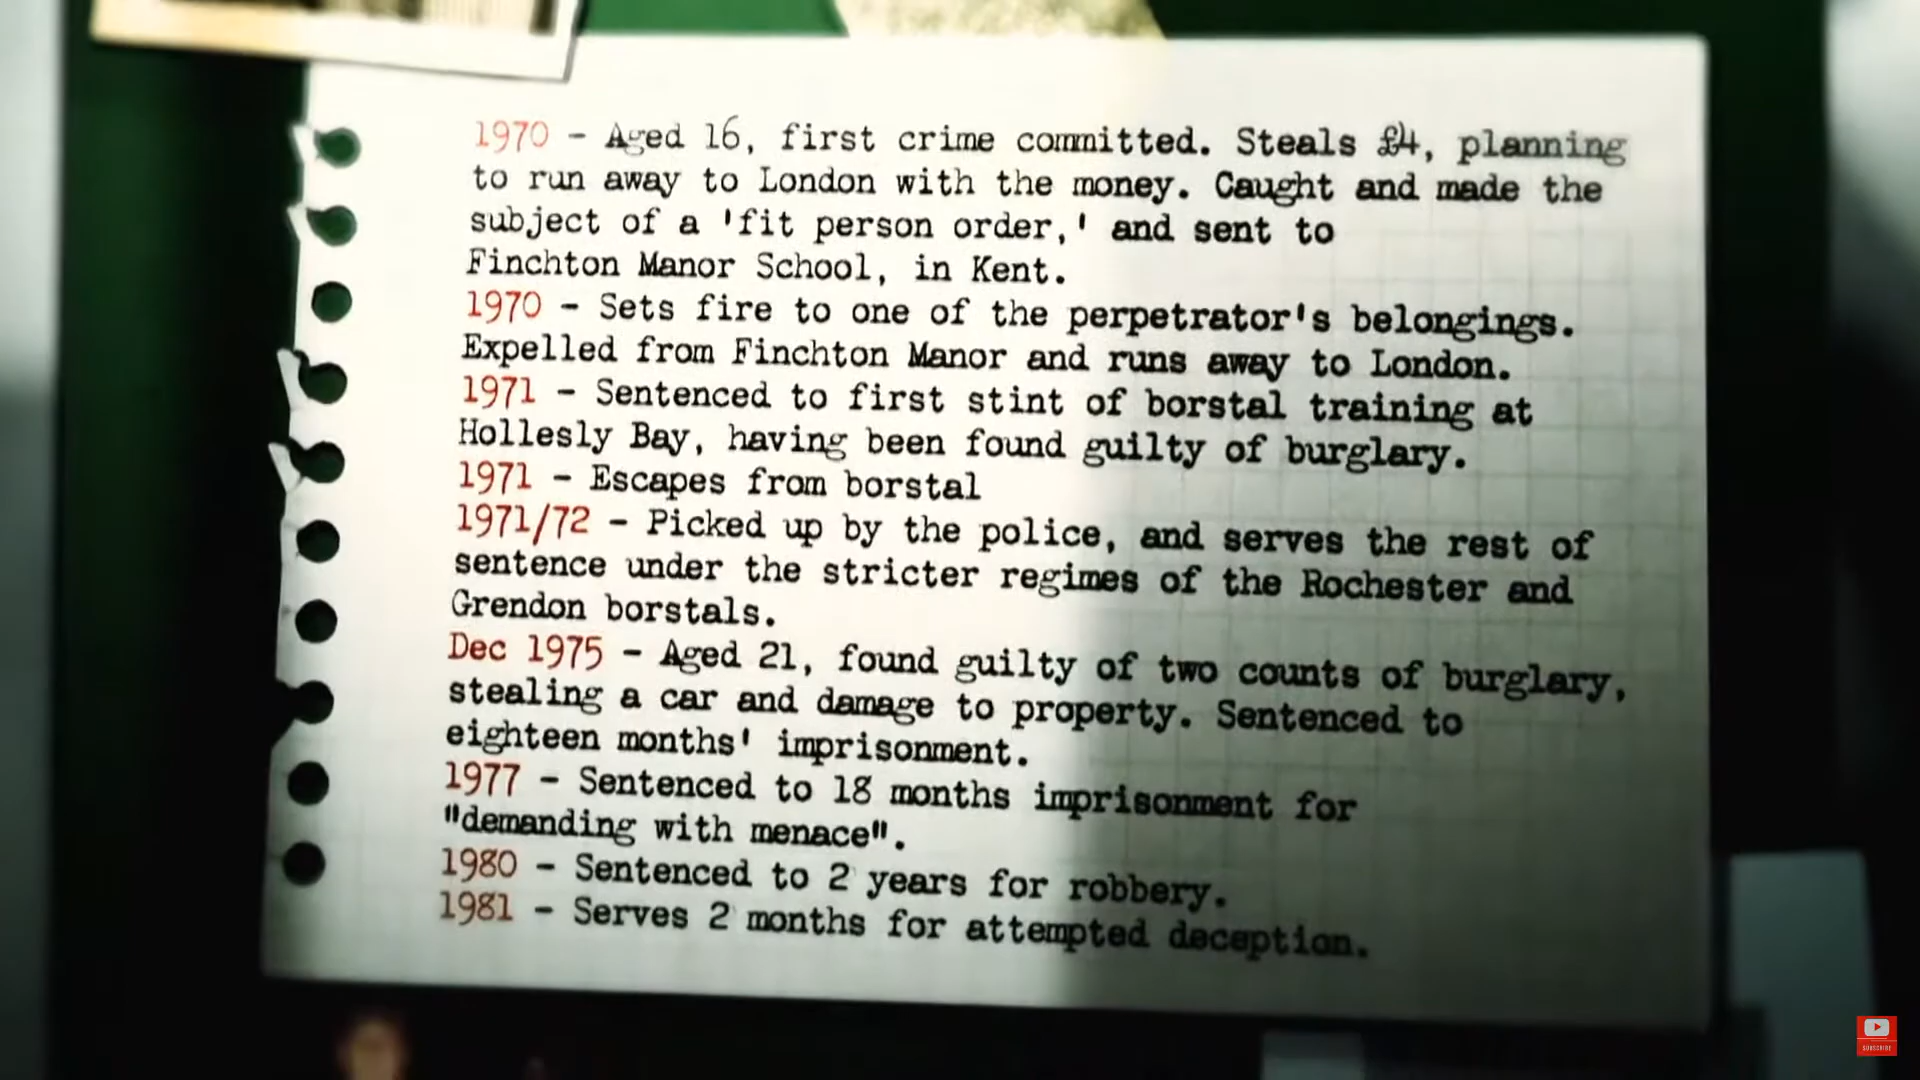 1970 - Aged 16, first crime committed. Steals £4, planning
to run away to London with the money. Caught and made the
subject of a 'fit person order,' and sent to
Finchton Manor School, in Kent.
1970 - Sets fire to one of the perpetrator's belongings.
Expelled from Finchton Manor and runs away to London.
1971 - Sentenced to first stint of borstal training at
Hollesly Bay, having been found guilty of burglary.
1971 - Escapes from borstal
1971/72 - Picked up by the police, and serves the rest of
sentence under the stricter regimes of the Rochester and
Grendon borstals.
Dec 1975 - Aged 21, found guilty of two counts of burglary,
stealing a car and damage to property. Sentenced to
eighteen months' imprisonment.
1977 - Sentenced to 18 months imprisonment for
"demanding with menace".
1980 - Sentenced to 2 years for robbery.
1981 - Serves 2 months for attempted deception.
SUBSCRIBE